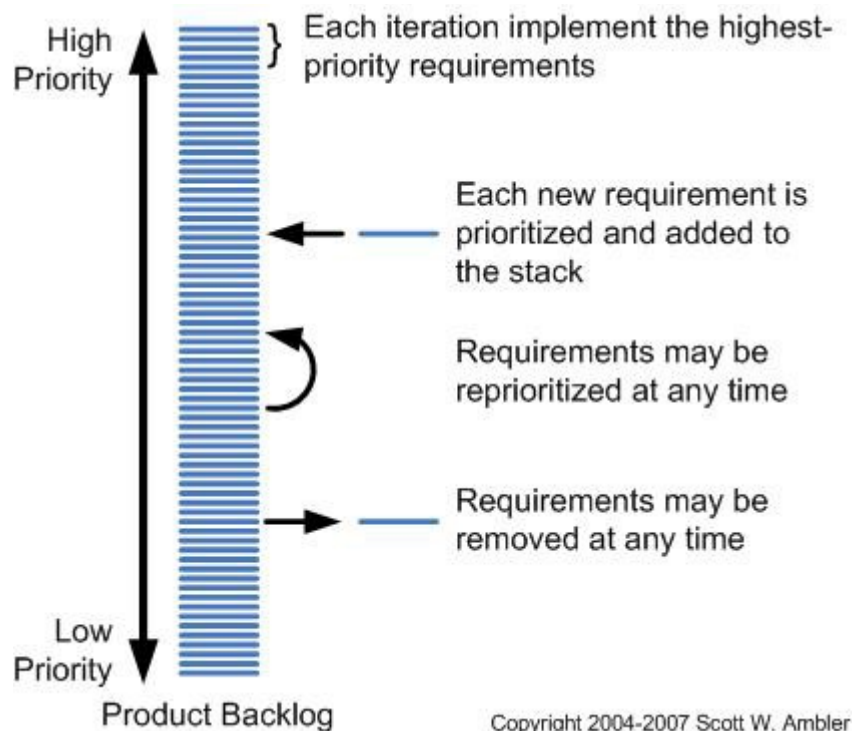 High
Priority
Each iteration implement the highest-
priority requirements
Each new requirement is
prioritized and added to
the stack
Requirements may be
reprioritized at any time
Requirements may be
removed at any time
Low
Priority
Product Backlog
Copyright 2004-2007 Scott W. Ambler